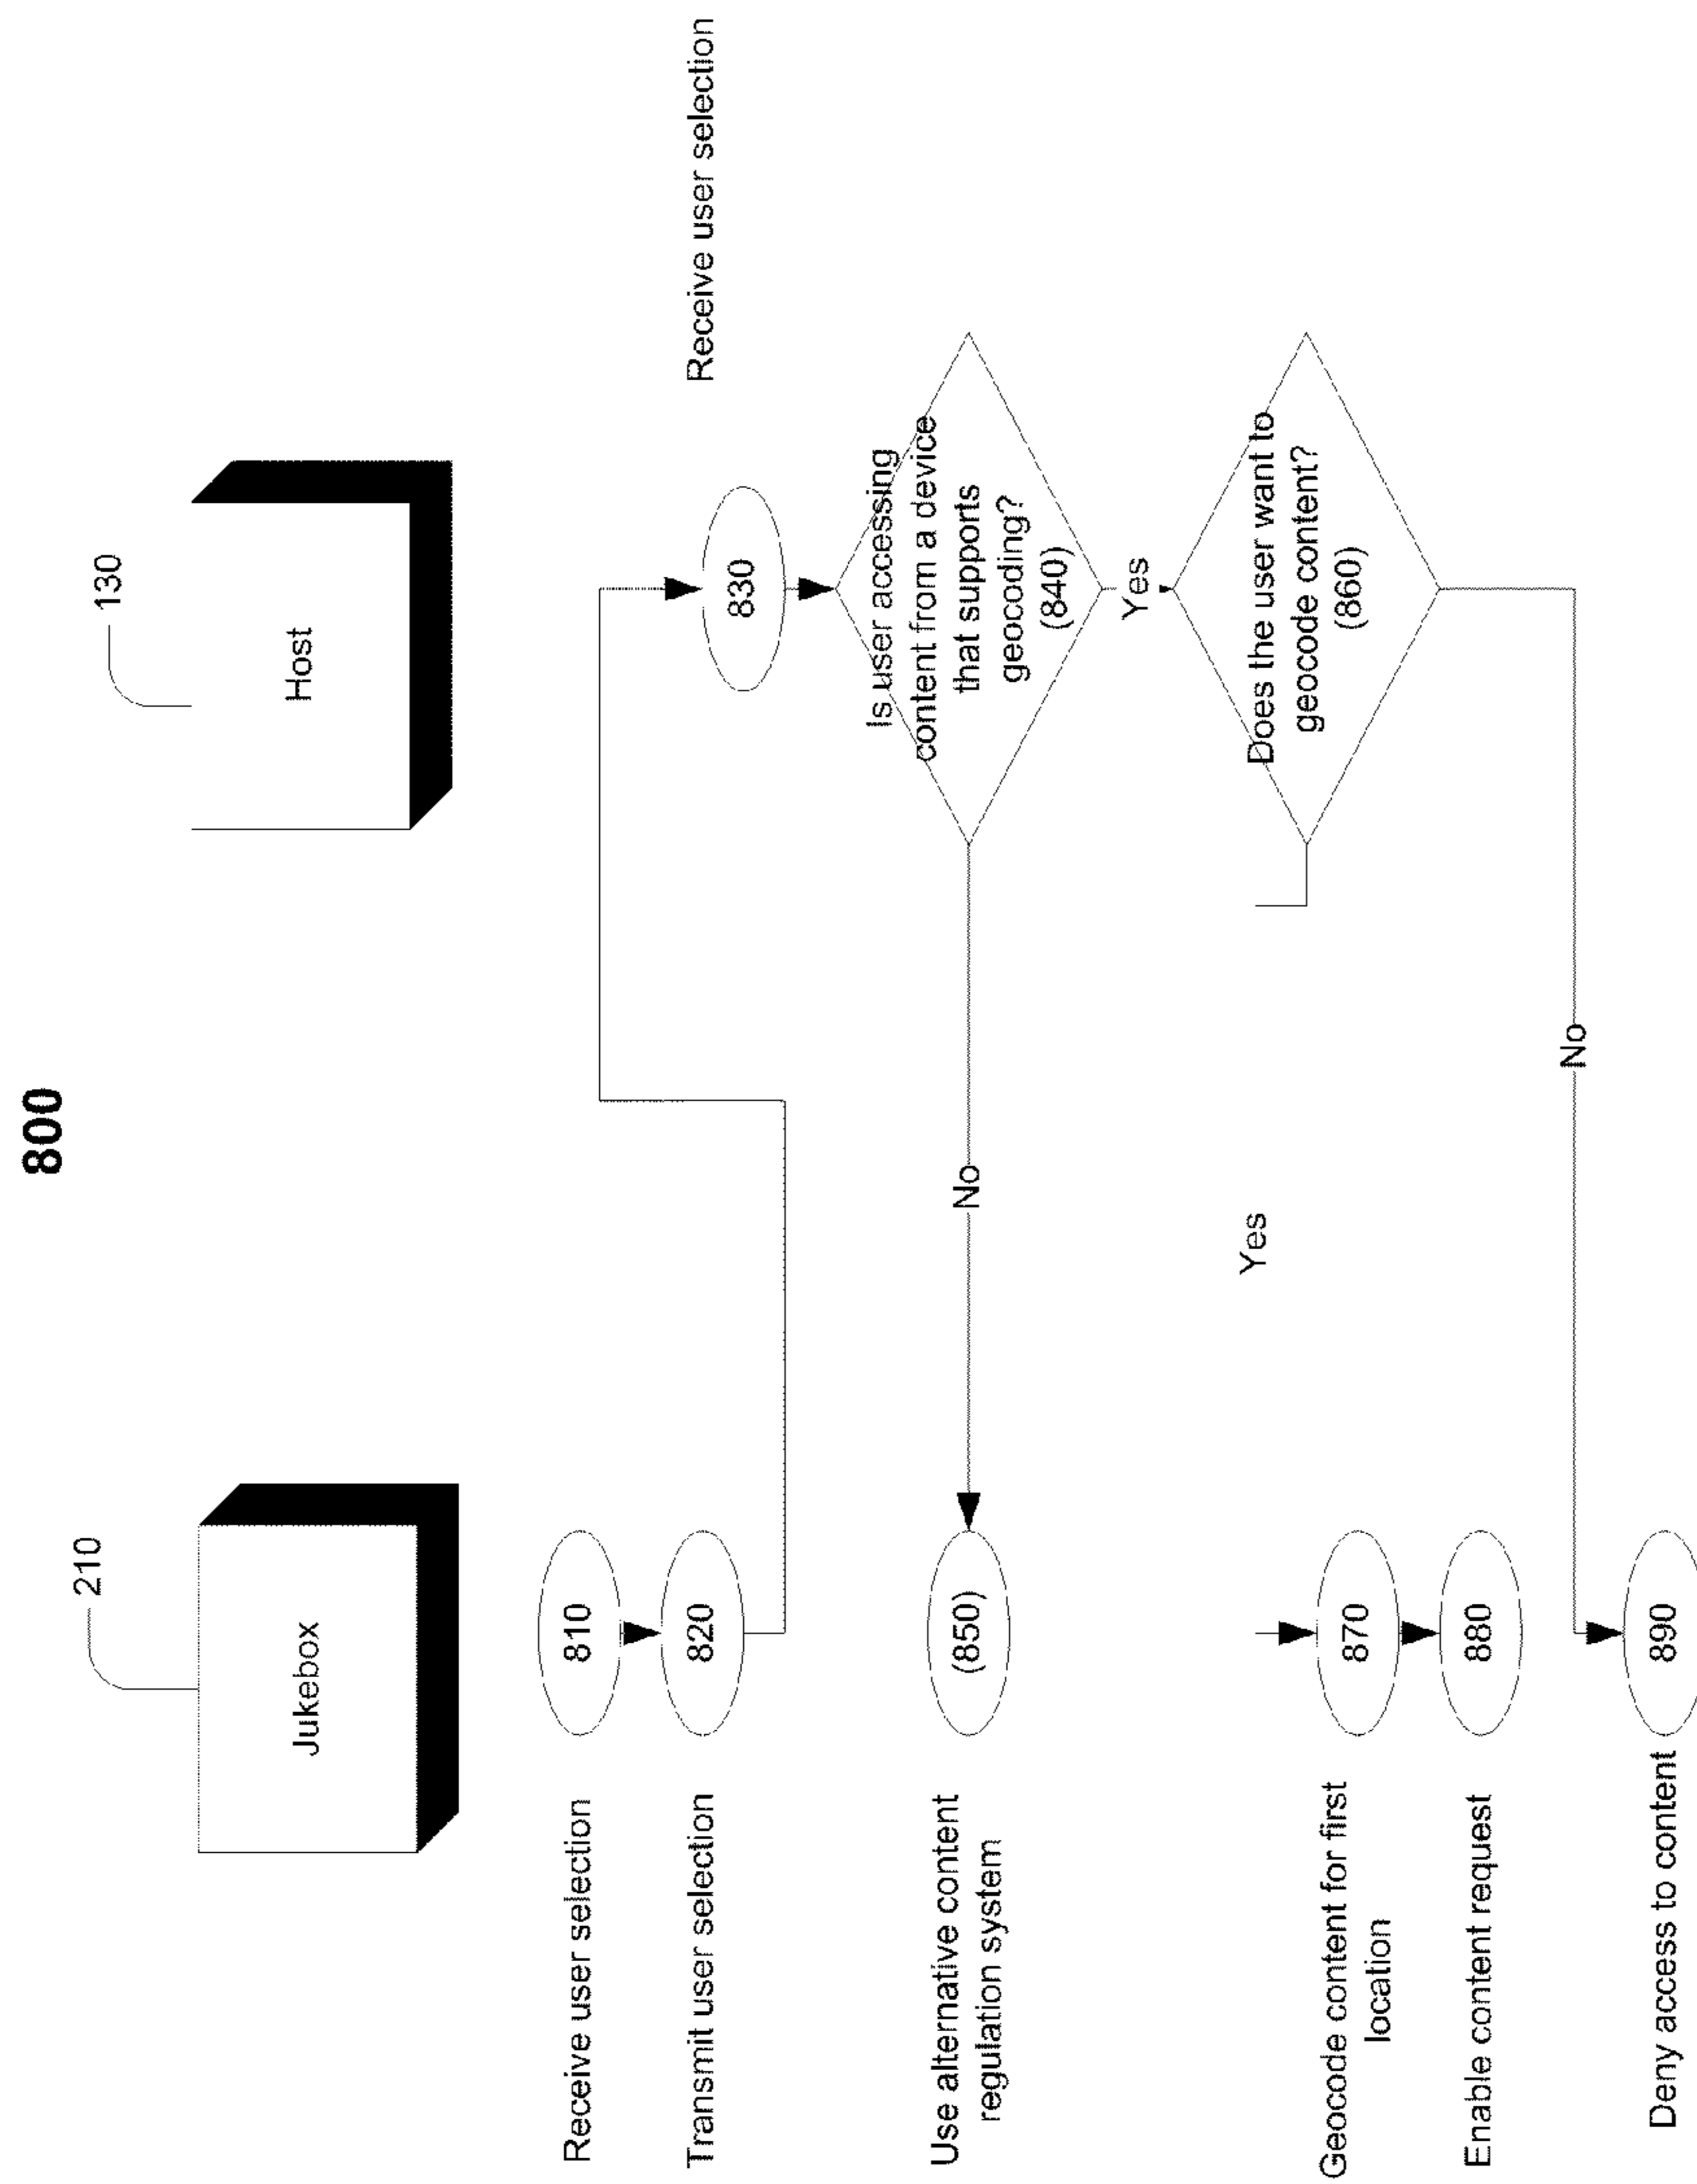 800
210
130
Jukebox
Host
Receive user selection
810
Transmit user selection
820
830
Receive user selection
Is user accessing
content from a device
that supports
geocoding?
(840)
No
Use alternative content
regulation system
(850)
Yes
Does the user want to
geocode content?
(860)
Yes
Geocode content for first
location
870
Enable content request
880
No
Deny access to content
890